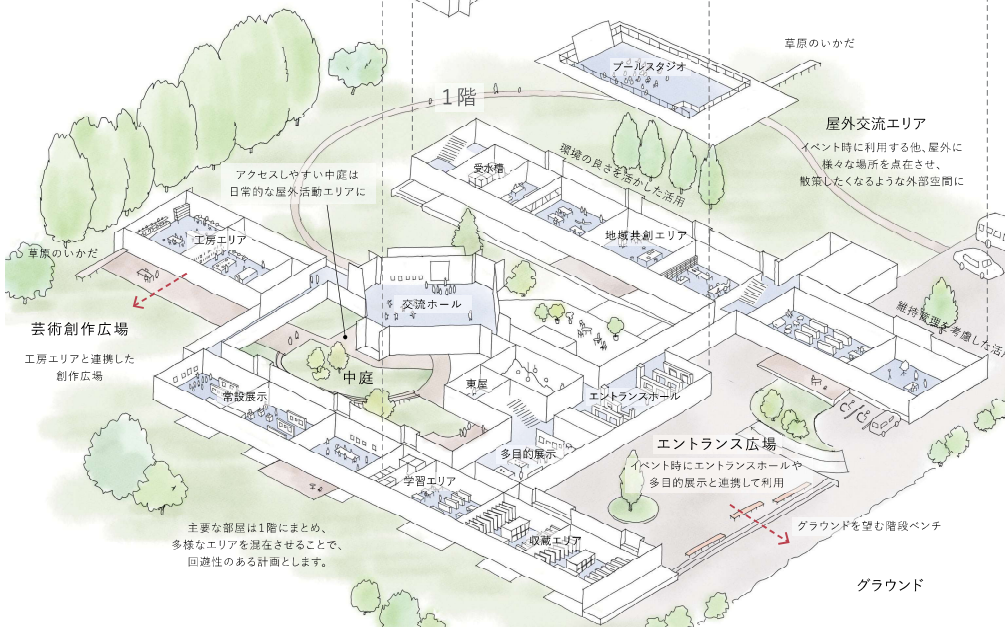 草原のいかだ
プールスタジオ
1階
屋外交流エリア
イベント時に利用する他、屋外に
様々な場所を点在させ、
散策したくなるような外部空間に
環境の良さを活かした活用
受水槽
アクセスしやすい中庭は
日常的な屋外活動エリアに
地域共創エリア
工房エリア
草原のいかだ
交流ホール
維持管理を考慮した活
芸術創作広場
工房エリアと連携した
創作広場
中庭
東屋
常設展示
エントランスホール
エントランス広場
イベント時にエントランスホールや
多目的展示と連携して利用
多目的展示
学習エリア
収蔵エリア
グラウンドを望む階段ベンチ
主要な部屋は1階にまとめ、
多様なエリアを混在させることで、
回遊性のある計画とします。
グラウンド